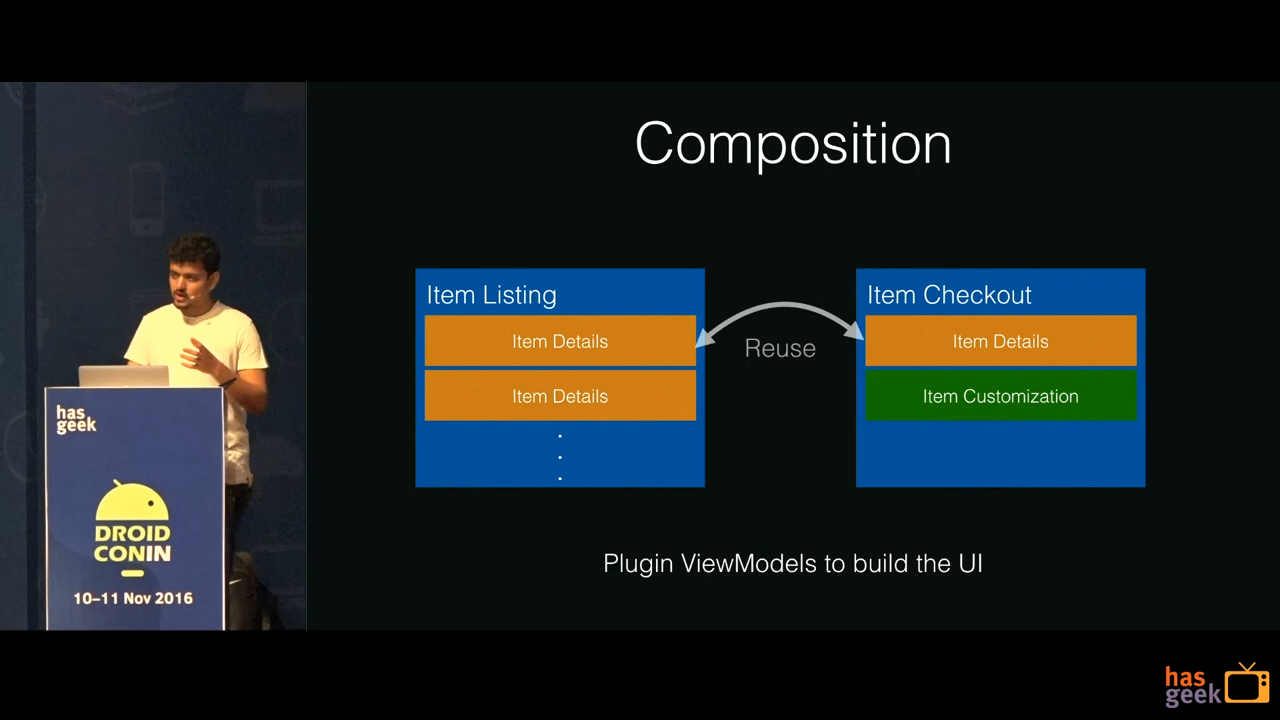 Composition
Item Listing
Item Details
Item Details
Reuse
Item Checkout
Item Details
Item Customization
Plugin ViewModels to build the UI
has
geek
DROID
CONIN
10–11 Nov 2016
has
geek